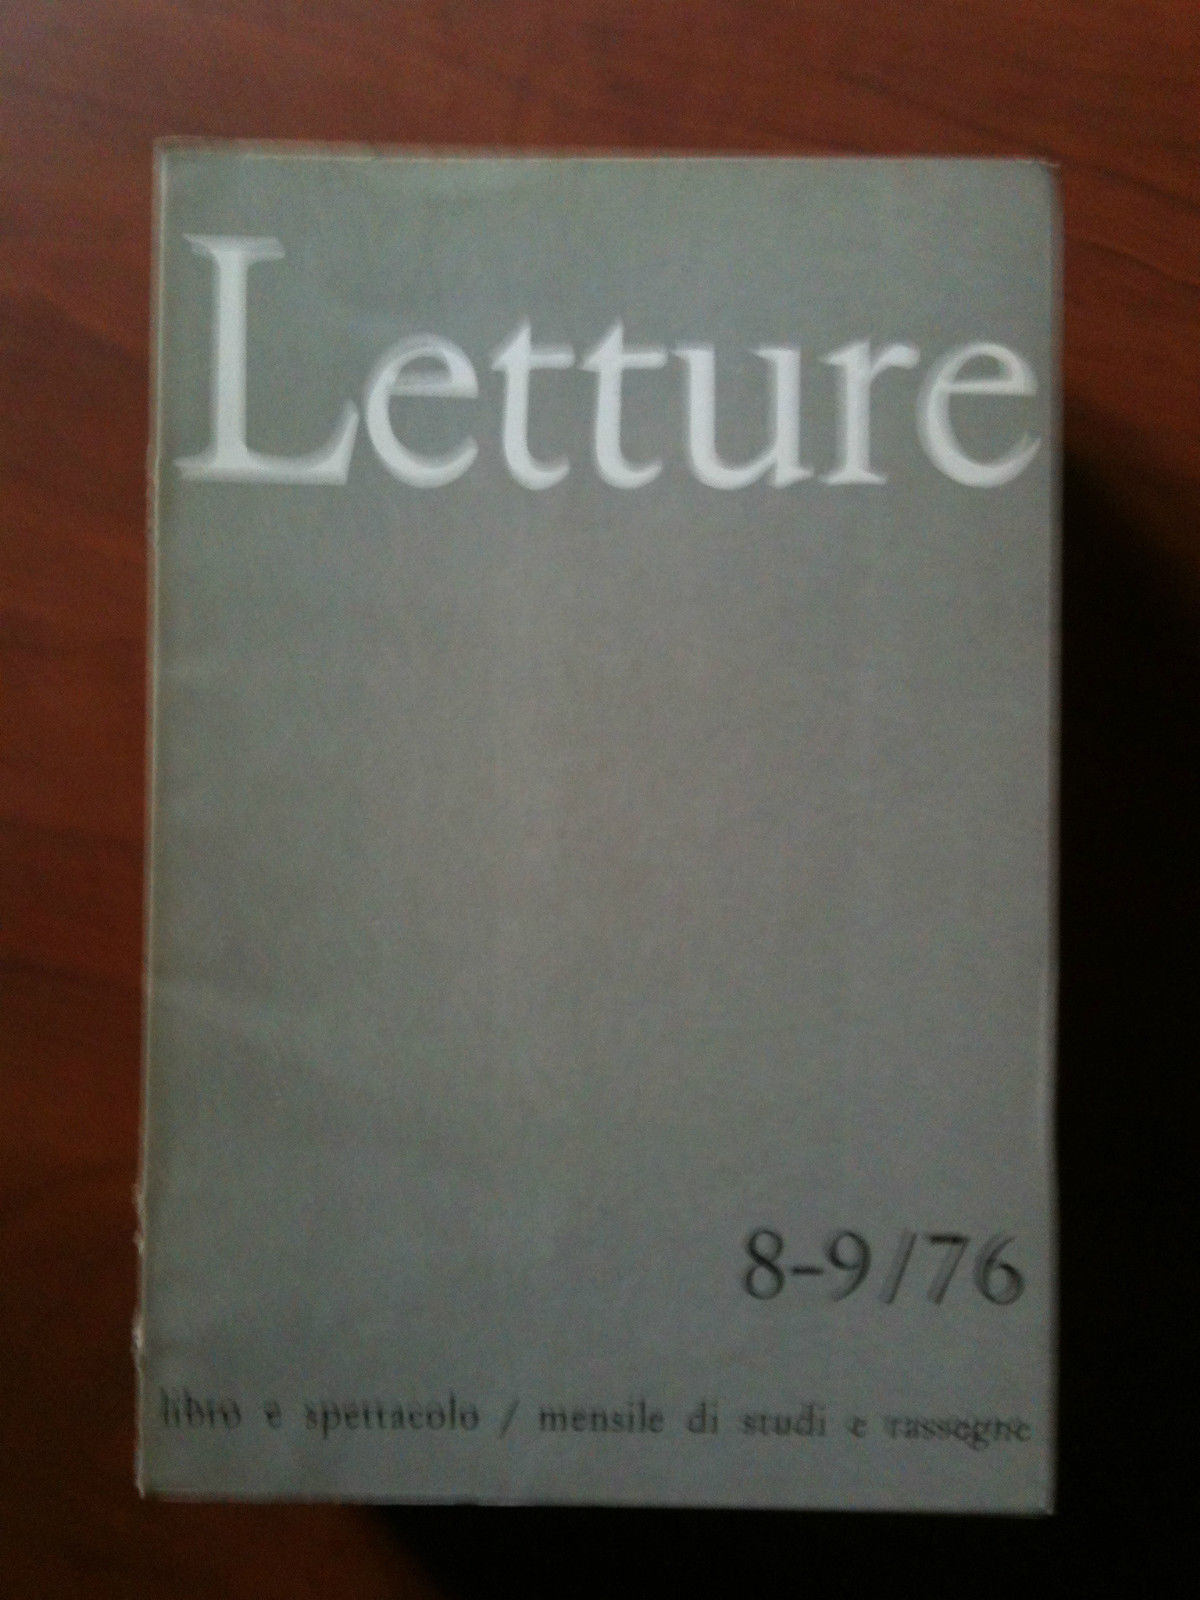 Letture
8-9/76
libro e spettacolo / mensile di studi e rassegne